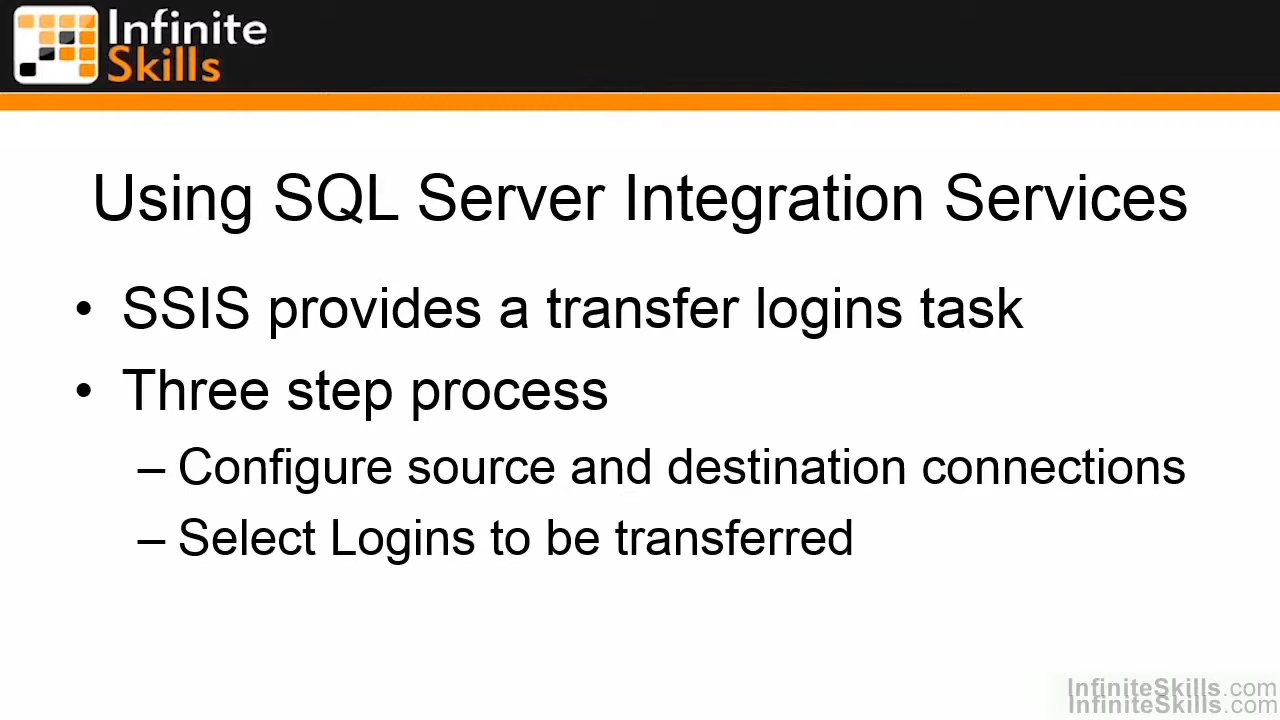 Infinite
Skills
Using SQL Server Integration Services
• SSIS provides a transfer logins task
• Three step process
– Configure source and destination connections
– Select Logins to be transferred
InfiniteSkills.com
InfiniteSkills.com